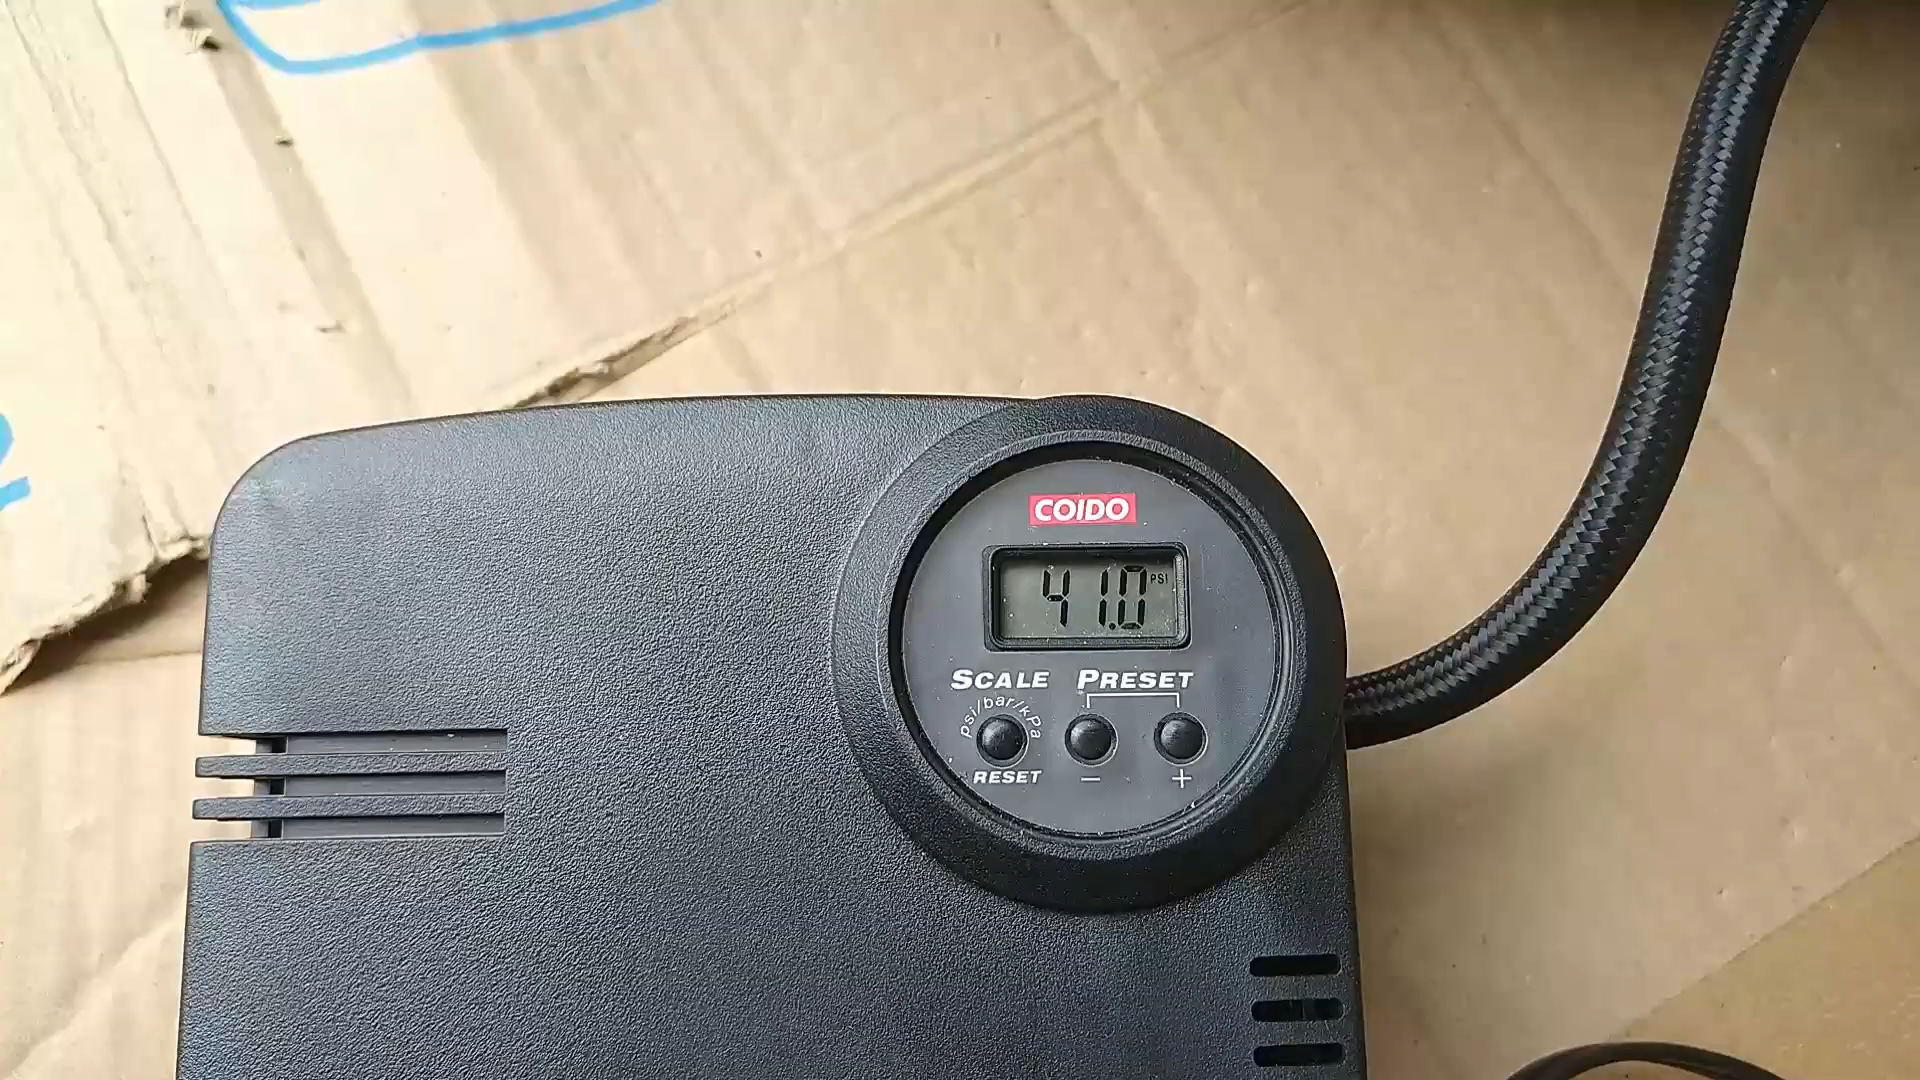 COIDO
41.0 PSI
SCALE PRESET
psi/bar/kPa
RESET - +